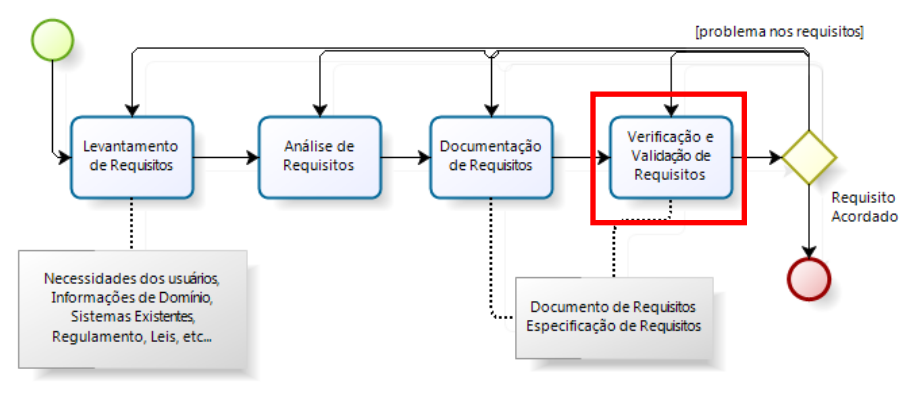 [problema nos requisitos]
Levantamento
de Requisitos
Análise de
Requisitos
Documentação
de Requisitos
Verificação e
Validação de
Requisitos
Requisito
Acordado
Necessidades dos usuários,
Informações de Domínio,
Sistemas Existentes,
Regulamento, Leis, etc...
Documento de Requisitos
Especificação de Requisitos